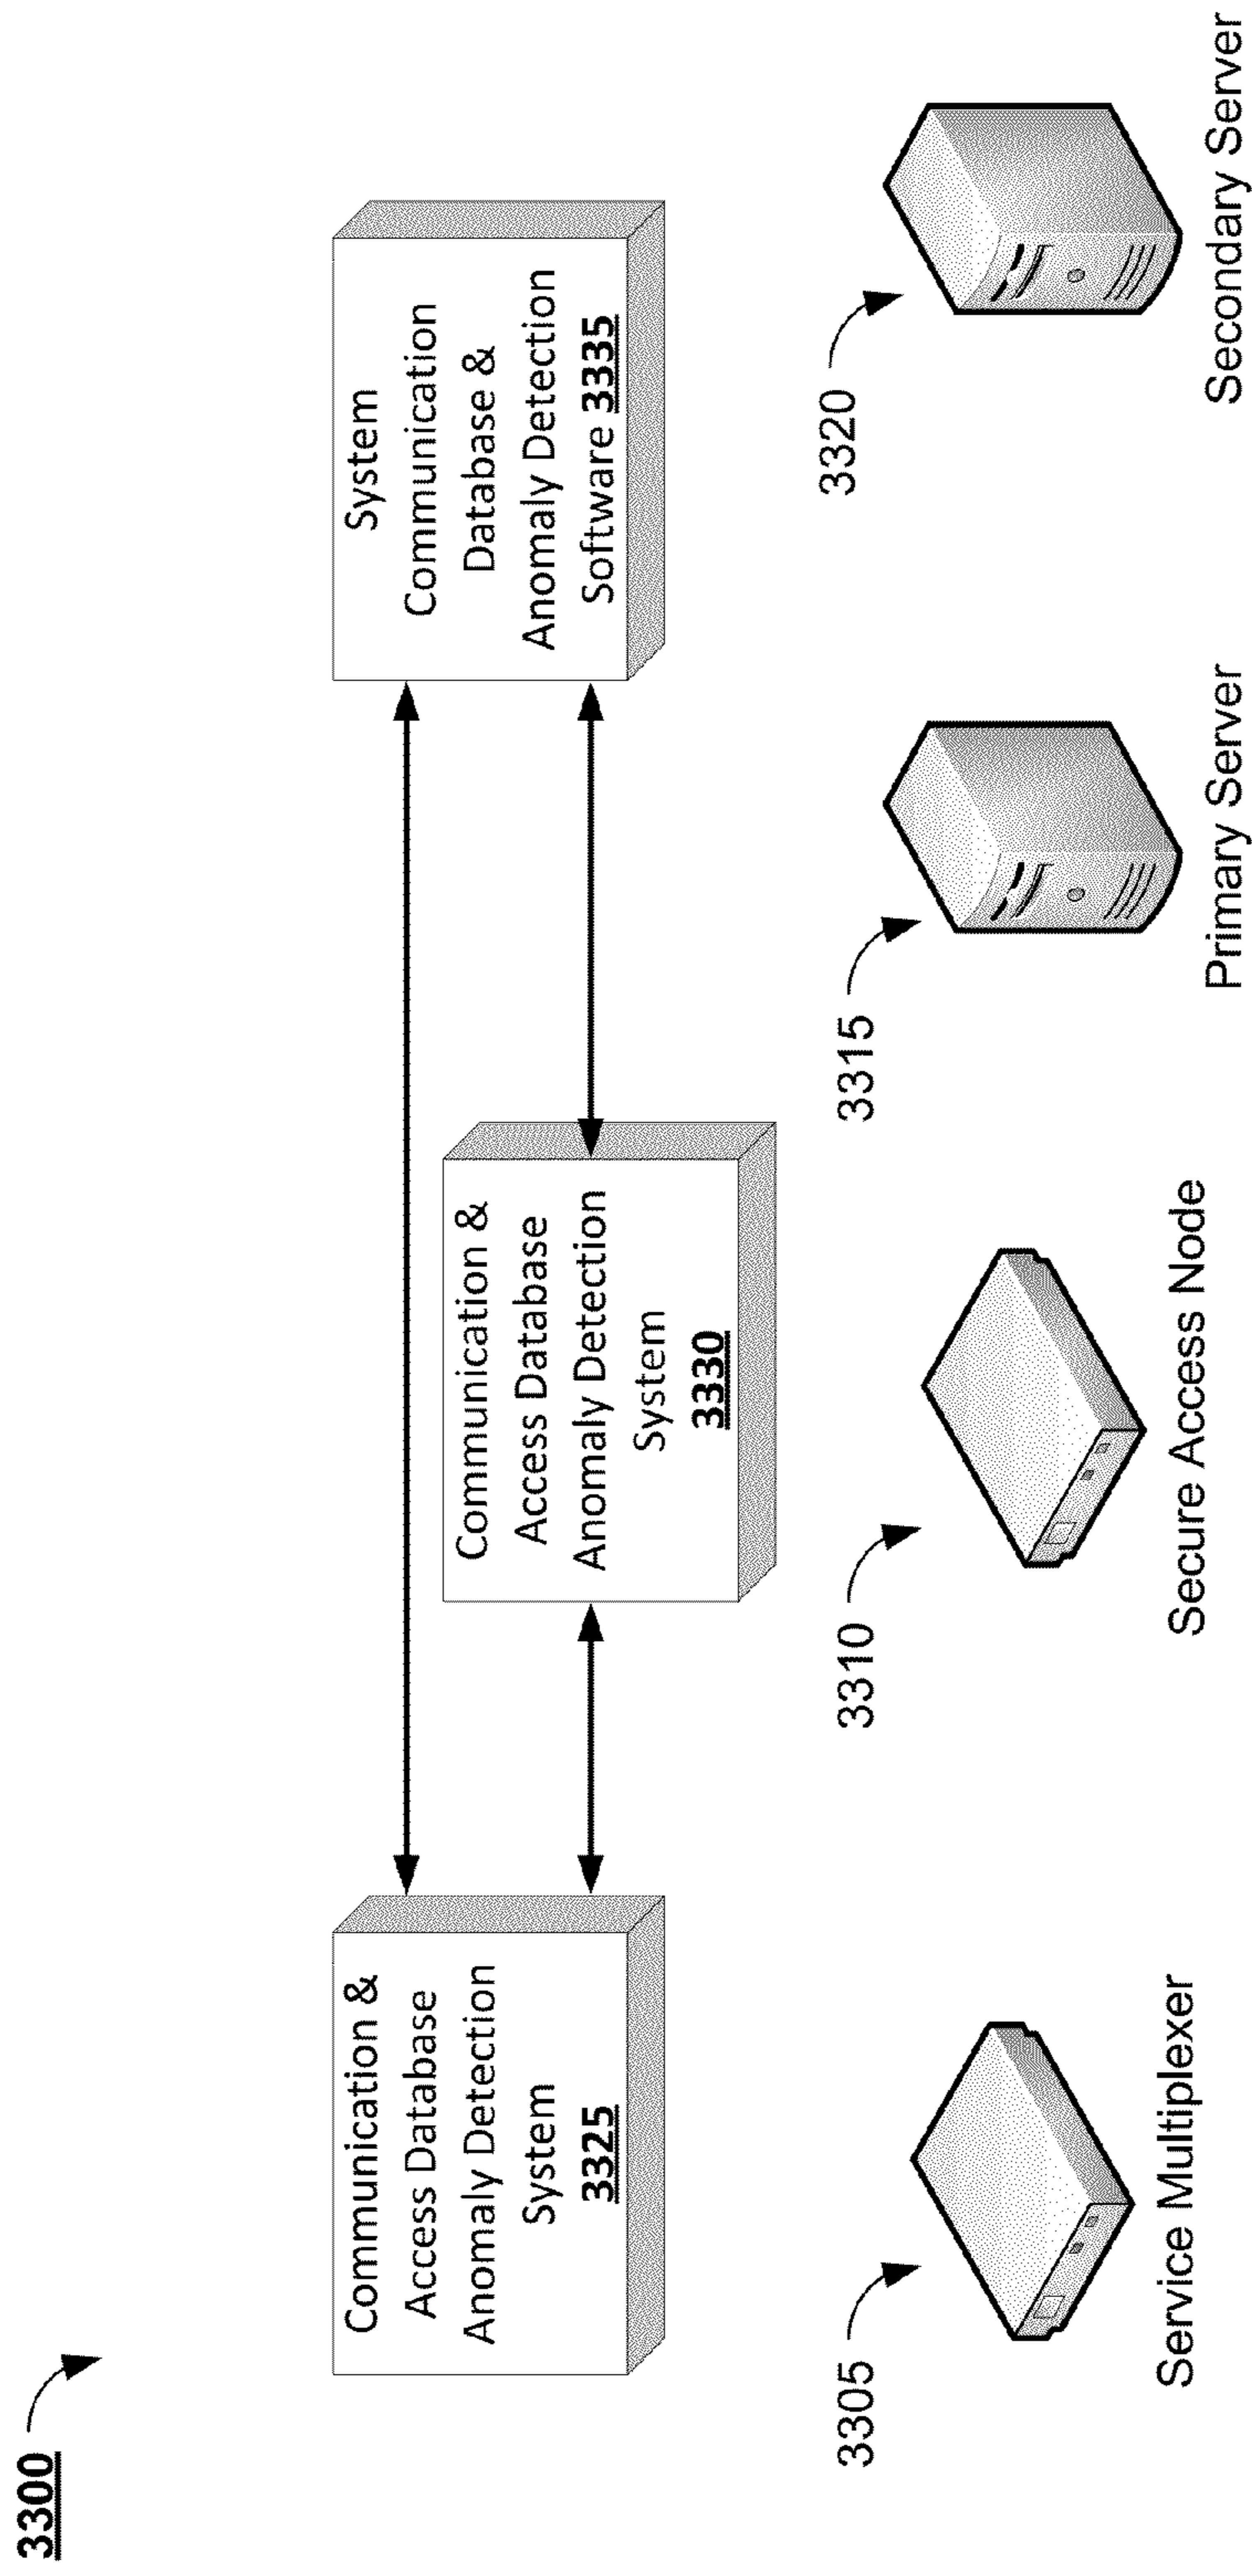 3300
Communication &
Access Database
Anomaly Detection
System
3325
Communication &
Access Database
Anomaly Detection
System
3330
System
Communication
Database &
Anomaly Detection
Software 3335
3305
Service Multiplexer
3310
Secure Access Node
3315
Primary Server
3320
Secondary Server